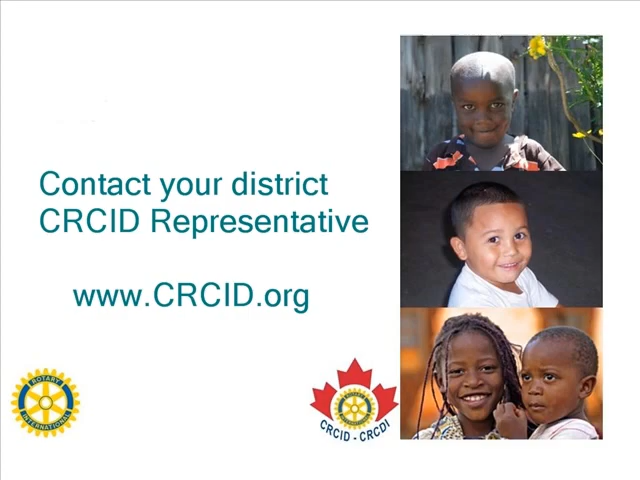 Contact your district
CRCID Representative
www.CRCID.org
ROTARY
INTERNATIONAL
CRCID - CRCDI